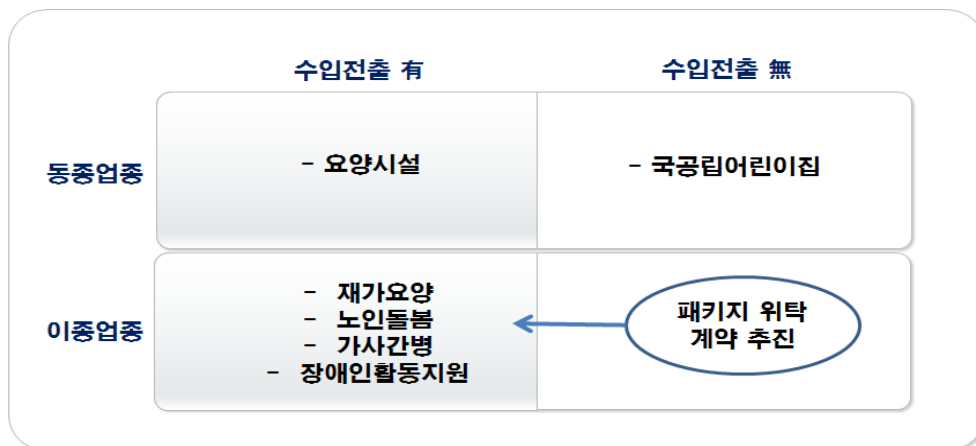 수입전출 有
수입전출 無
동종업종
- 요양시설
- 국공립어린이집
이종업종
- 재가요양
- 노인돌봄
- 가사간병
- 장애인활동지원
패키지 위탁
계약 추진